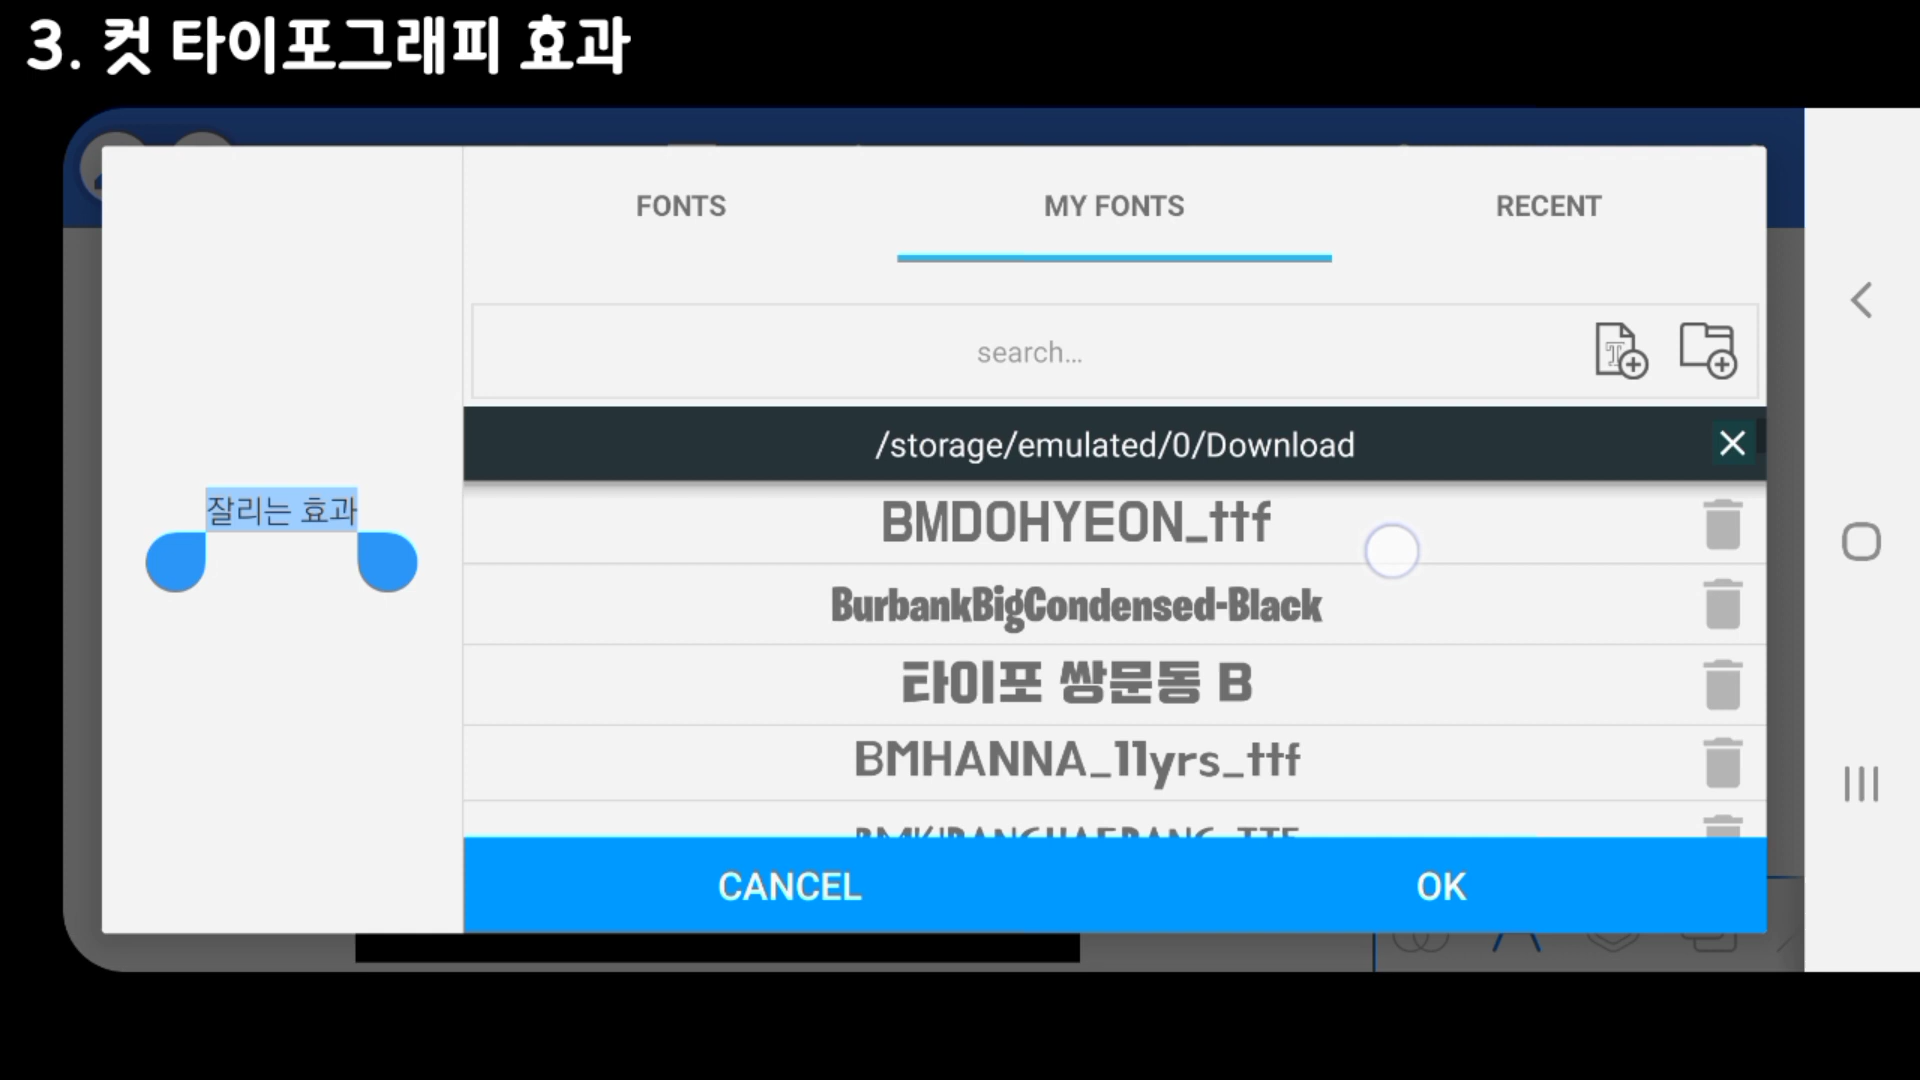 3. 컷 타이포그래피 효과
FONTS
MY FONTS
RECENT
search...
/storage/emulated/0/Download
잘리는 효과
BMDOHYEON_ttf
BurbankBigCondensed-Black
타이포 쌍문동 B
BMHANNA_11yrs_ttf
CANCEL
OK